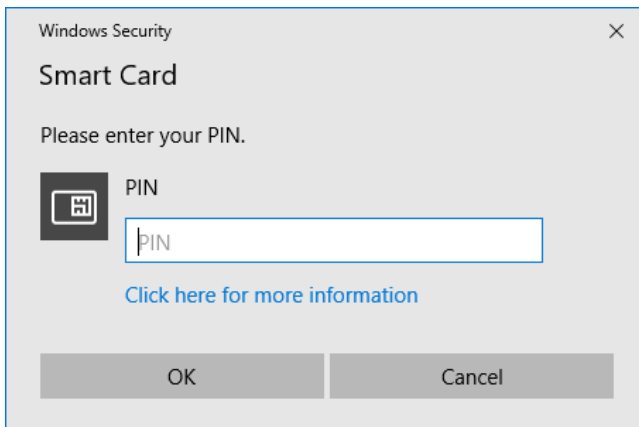 Windows Security
Smart Card
Please enter your PIN.
PIN
PIN
Click here for more information
OK
Cancel